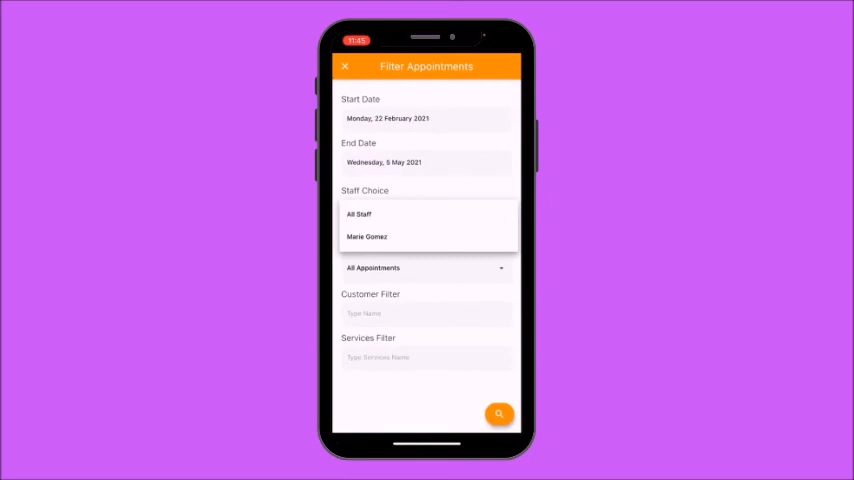 11:45
Filter Appointments
Start Date
Monday, 22 February 2021
End Date
Wednesday, 5 May 2021
Staff Choice
All Staff
Marie Gomez
All Appointments
Customer Filter
Type Name
Services Filter
Type Services Name